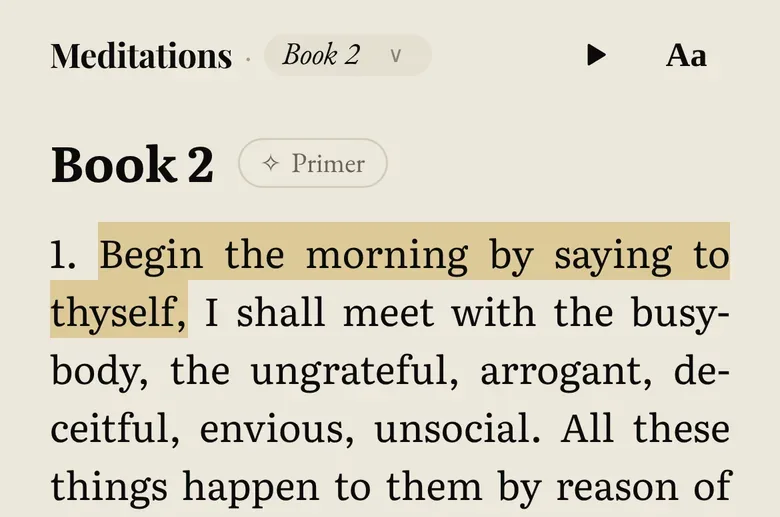 Meditations · Book 2 ∨
Aa
Book 2 ✧ Primer
1. Begin the morning by saying to
thyself, I shall meet with the busy-
body, the ungrateful, arrogant, de-
ceitful, envious, unsocial. All these
things happen to them by reason of